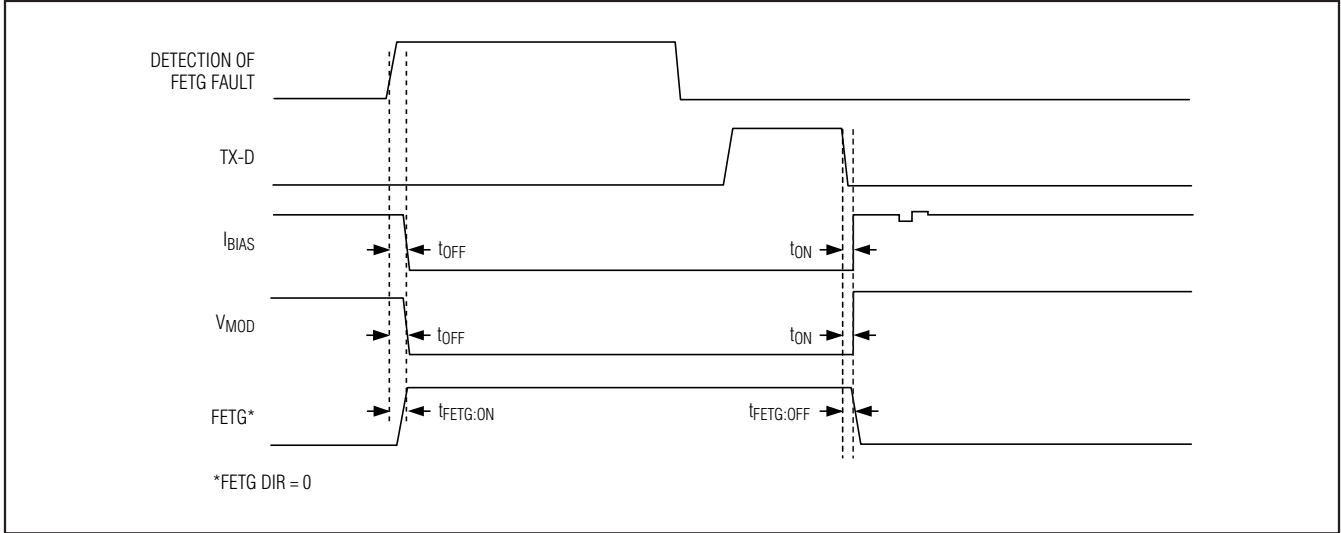 DETECTION OF
FETG FAULT
TX-D
IBIAS
tOFF
tON
VMOD
tOFF
tON
FETG*
tFETG:ON
tFETG:OFF
*FETG DIR = 0